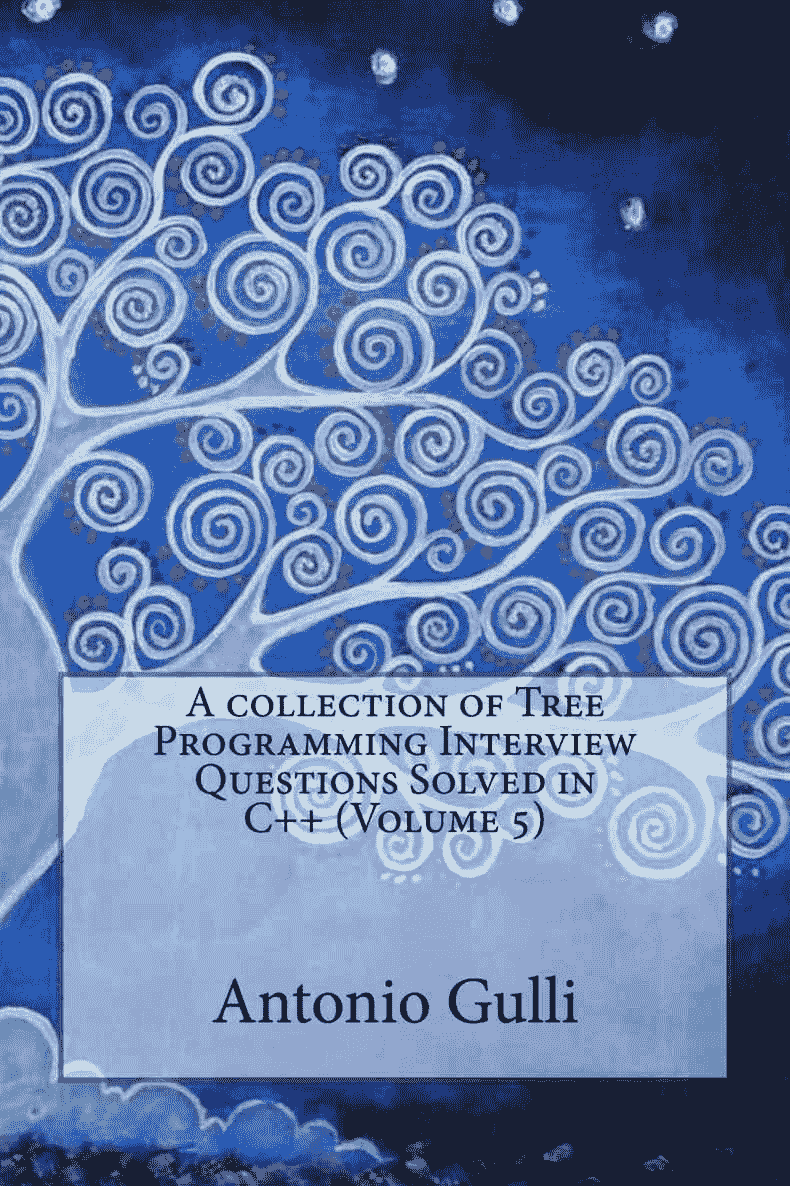 A collection of Tree
Programming Interview
Questions Solved in
C++ (Volume 5)
Antonio Gulli